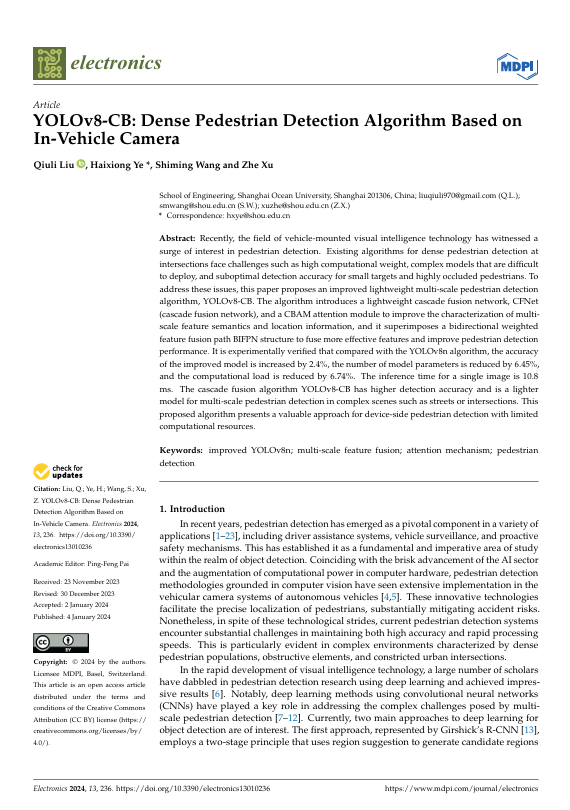 electronics
MDPI
Article
YOLOv8-CB: Dense Pedestrian Detection Algorithm Based on
In-Vehicle Camera
Qiuli Liu, Haixiong Ye *, Shiming Wang and Zhe Xu
School of Engineering, Shanghai Ocean University, Shanghai 201306, China; liuqiuli970@gmail.com (Q.L.);
smwang@shou.edu.cn (S.W.); xuzhe@shou.edu.cn (Z.X.)
* Correspondence: hxye@shou.edu.cn
Abstract: Recently, the field of vehicle-mounted visual intelligence technology has witnessed a
surge of interest in pedestrian detection. Existing algorithms for dense pedestrian detection at
intersections face challenges such as high computational weight, complex models that are difficult
to deploy, and suboptimal detection accuracy for small targets and highly occluded pedestrians. To
address these issues, this paper proposes an improved lightweight multi-scale pedestrian detection
algorithm, YOLOv8-CB. The algorithm introduces a lightweight cascade fusion network, CFNet
(cascade fusion network), and a CBAM attention module to improve the characterization of multi-
scale feature semantics and location information, and it superimposes a bidirectional weighted
feature fusion path BIFPN structure to fuse more effective features and improve pedestrian detection
performance. It is experimentally verified that compared with the YOLOv8n algorithm, the accuracy
of the improved model is increased by 2.4%, the number of model parameters is reduced by 6.45%,
and the computational load is reduced by 6.74%. The inference time for a single image is 10.8
ms. The cascade fusion algorithm YOLOv8-CB has higher detection accuracy and is a lighter
model for multi-scale pedestrian detection in complex scenes such as streets or intersections. This
proposed algorithm presents a valuable approach for device-side pedestrian detection with limited
computational resources.
Keywords: improved YOLOv8n; multi-scale feature fusion; attention mechanism; pedestrian
detection
check for
updates
Citation: Liu, Q.; Ye, H.; Wang, S.; Xu,
Z. YOLOv8-CB: Dense Pedestrian
Detection Algorithm Based on
In-Vehicle Camera. Electronics 2024,
13, 236. https://doi.org/10.3390/
electronics13010236
Academic Editor: Ping-Feng Pai
Received: 23 November 2023
Revised: 30 December 2023
Accepted: 2 January 2024
Published: 4 January 2024
CC BY
Copyright: © 2024 by the authors.
Licensee MDPI, Basel, Switzerland.
This article is an open access article
distributed under the terms and
conditions of the Creative Commons
Attribution (CC BY) license (https://
creativecommons.org/licenses/by/
4.0/).
1. Introduction
In recent years, pedestrian detection has emerged as a pivotal component in a variety of
applications [1–23], including driver assistance systems, vehicle surveillance, and proactive
safety mechanisms. This has established it as a fundamental and imperative area of study
within the realm of object detection. Coinciding with the brisk advancement of the AI sector
and the augmentation of computational power in computer hardware, pedestrian detection
methodologies grounded in computer vision have seen extensive implementation in the
vehicular camera systems of autonomous vehicles [4,5]. These innovative technologies
facilitate the precise localization of pedestrians, substantially mitigating accident risks.
Nonetheless, in spite of these technological strides, current pedestrian detection systems
encounter substantial challenges in maintaining both high accuracy and rapid processing
speeds. This is particularly evident in complex environments characterized by dense
pedestrian populations, obstructive elements, and constricted urban intersections.
In the rapid development of visual intelligence technology, a large number of scholars
have dabbled in pedestrian detection research using deep learning and achieved impres-
sive results [6]. Notably, deep learning methods using convolutional neural networks
(CNNs) have played a key role in addressing the complex challenges posed by multi-
scale pedestrian detection [7–12]. Currently, two main approaches to deep learning for
object detection are of interest. The first approach, represented by Girshick's R-CNN [13],
employs a two-stage principle that uses region suggestion to generate candidate regions
Electronics 2024, 13, 236. https://doi.org/10.3390/electronics13010236
https://www.mdpi.com/journal/electronics